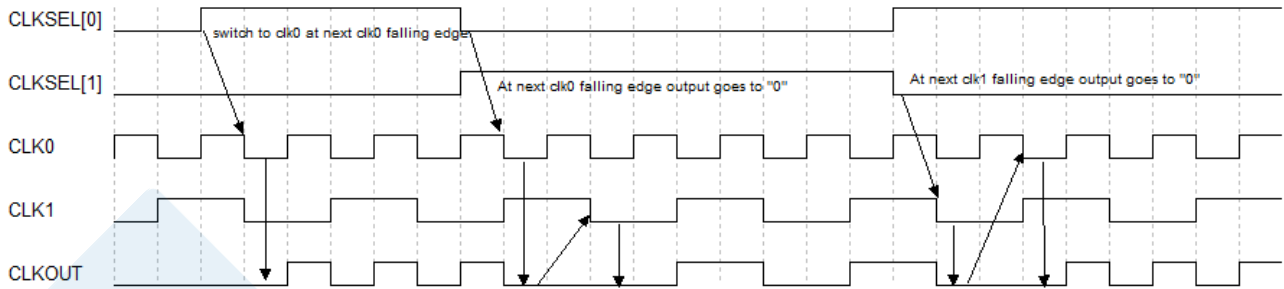 CLKSEL[0]
switch to clk0 at next clk0 falling edge
CLKSEL[1]
At next clk0 falling edge output goes to "0"
At next clk1 falling edge output goes to "0"
CLK0
CLK1
CLKOUT